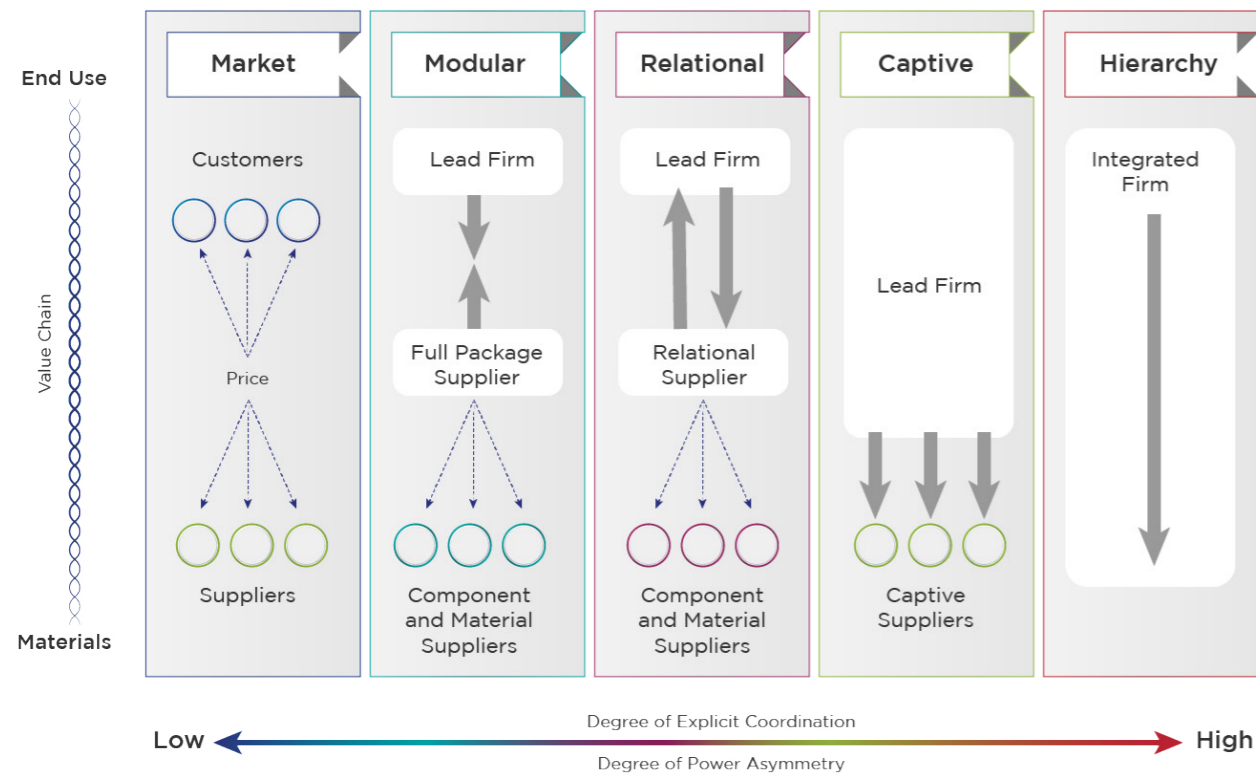 Market
Modular
Relational
Captive
Hierarchy
End Use
Value Chain
Materials
Customers
Price
Suppliers
Lead Firm
Full Package
Supplier
Component
and Material
Suppliers
Lead Firm
Relational
Supplier
Component
and Material
Suppliers
Lead Firm
Captive
Suppliers
Integrated
Firm
Degree of Explicit Coordination
Low
High
Degree of Power Asymmetry